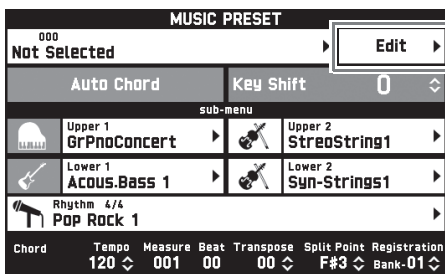 MUSIC PRESET
000
Not Selected
Edit
Auto Chord
Key Shift 0
sub-menu
Upper 1
GrPnoConcert
Upper 2
StreoString1
Lower 1
Acous.Bass 1
Lower 2
Syn-Strings1
Rhythm 4/4
Pop Rock 1
Chord Tempo Measure Beat Transpose Split Point Registration
120 001 00 00 F#3 Bank-01